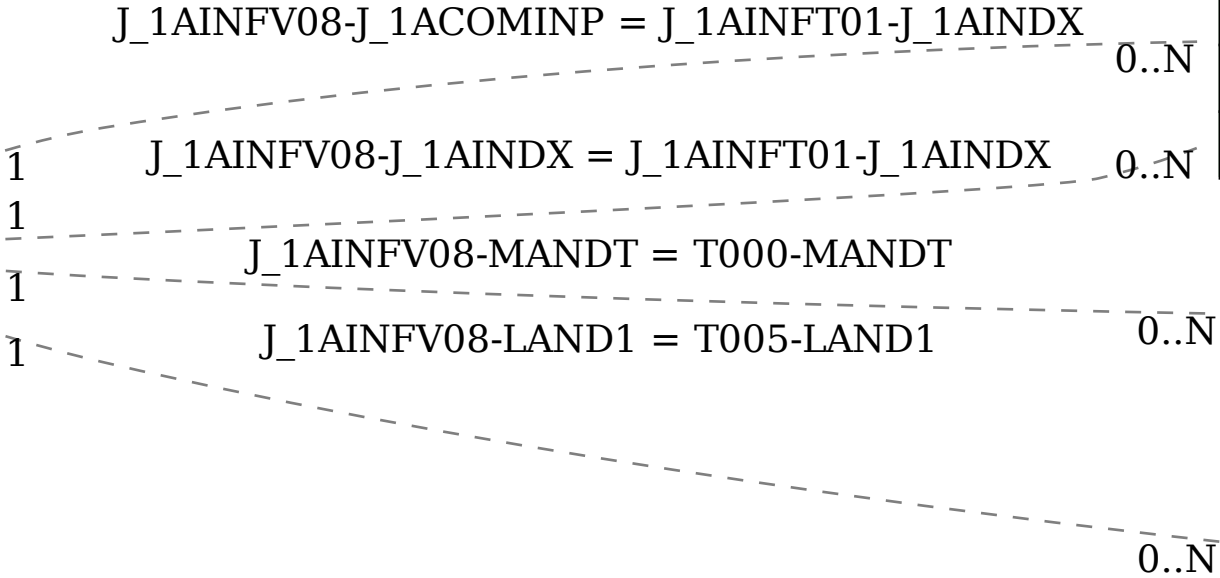 J_1AINFV08-J_1ACOMINP = J_1AINFT01-J_1AINDX
0..N
1
J_1AINFV08-J_1AINDX = J_1AINFT01-J_1AINDX
0..N
1
J_1AINFV08-MANDT = T000-MANDT
1
0..N
J_1AINFV08-LAND1 = T005-LAND1
1
0..N